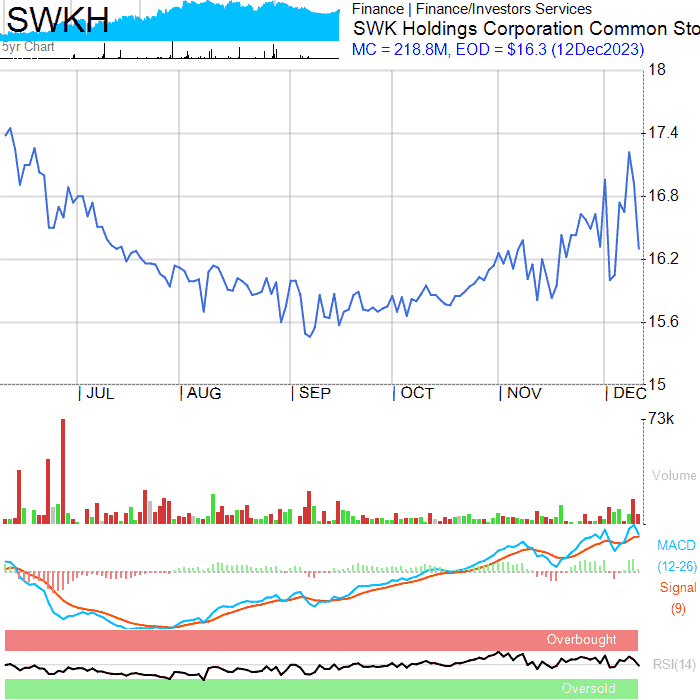 SWKH
5yr Chart
Finance | Finance/Investors Services
SWK Holdings Corporation Common Sto
MC = 218.8M, EOD = $16.3 (12Dec2023)
18
17.4
16.8
16.2
15.6
15
| JUL | AUG | SEP | OCT | NOV | DEC
73k
Volume
MACD
(12-26)
Signal
(9)
Overbought
RSI(14)
Oversold